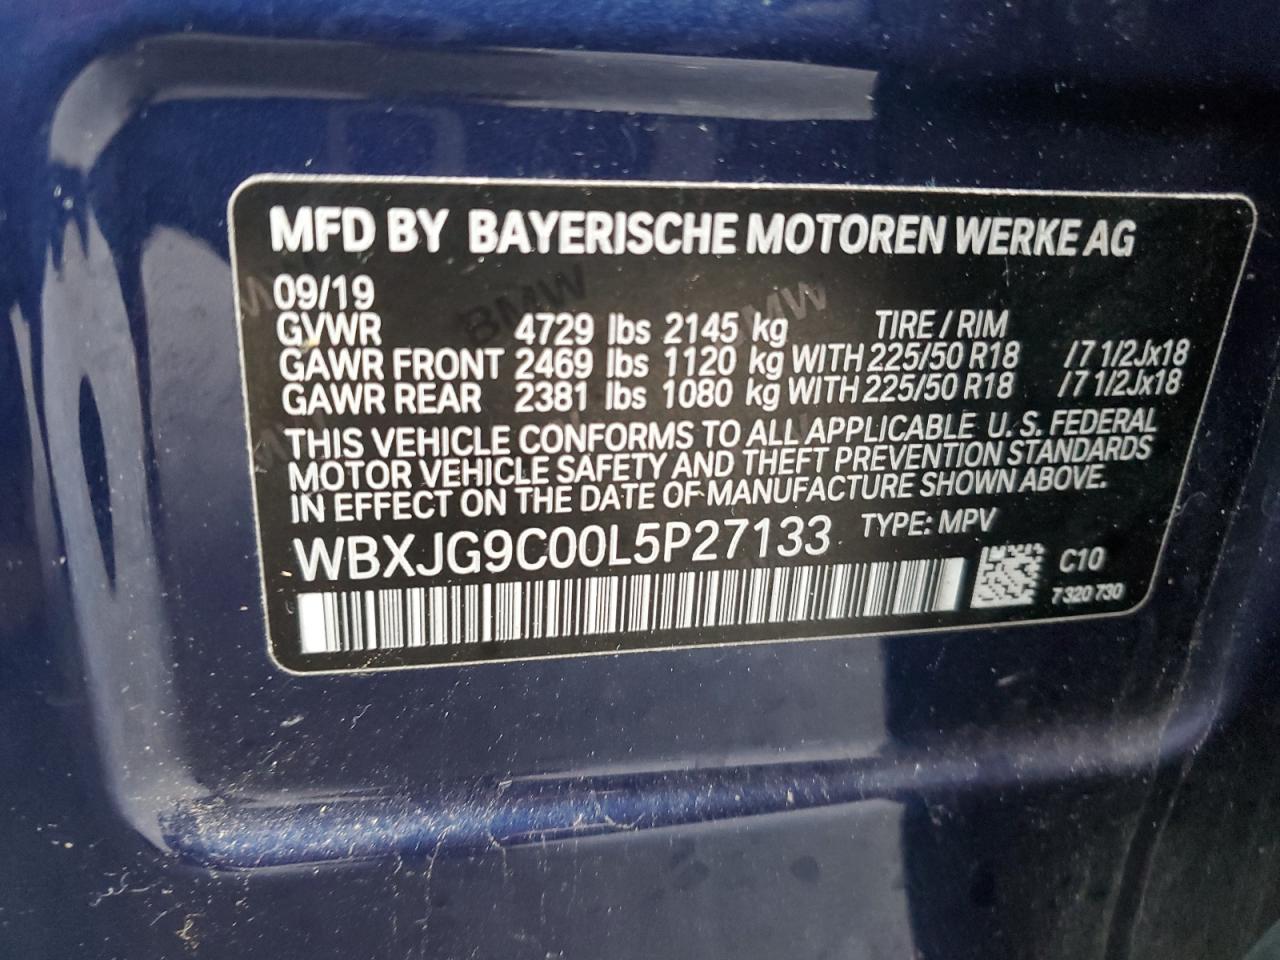 MFD BY BAYERISCHE MOTOREN WERKE AG
09/19
GVWR 4729 lbs 2145 kg TIRE / RIM
GAWR FRONT 2469 lbs 1120 kg WITH 225/50 R18 /7 1/2Jx18
GAWR REAR 2381 lbs 1080 kg WITH 225/50 R18 /7 1/2Jx18
THIS VEHICLE CONFORMS TO ALL APPLICABLE U. S. FEDERAL
MOTOR VEHICLE SAFETY AND THEFT PREVENTION STANDARDS
IN EFFECT ON THE DATE OF MANUFACTURE SHOWN ABOVE.
WBXJG9C00L5P27133 TYPE: MPV
C10
7 320 730
BMW